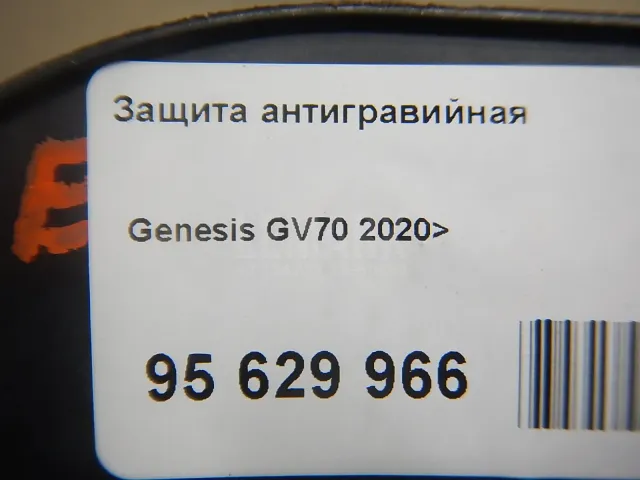 Защита антигравийная
Genesis GV70 2020>
95 629 966